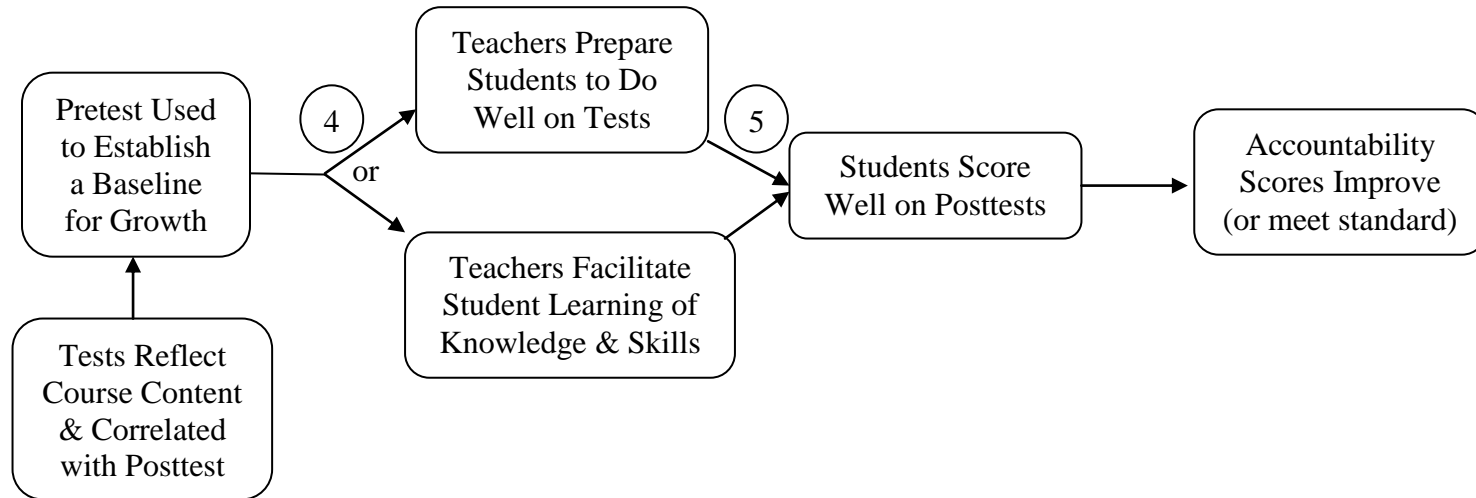 Pretest Used
to Establish
a Baseline
for Growth
Tests Reflect
Course Content
& Correlated
with Posttest
4
or
Teachers Prepare
Students to Do
Well on Tests
Teachers Facilitate
Student Learning of
Knowledge & Skills
5
Students Score
Well on Posttests
Accountability
Scores Improve
(or meet standard)